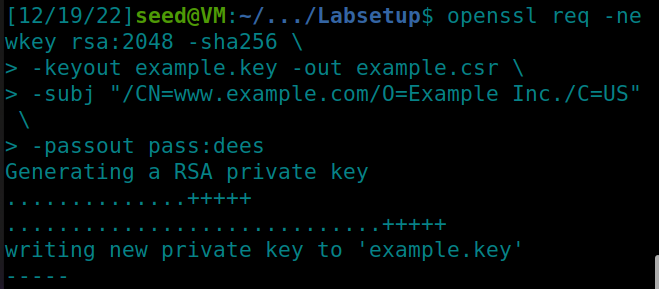 [12/19/22]seed@VM:~/.../Labsetup$ openssl req -ne
wkey rsa:2048 -sha256 \
> -keyout example.key -out example.csr \
> -subj "/CN=www.example.com/O=Example Inc./C=US"
 \
> -passout pass:dees
Generating a RSA private key
..............+++++
.............................+++++
writing new private key to 'example.key'
-----